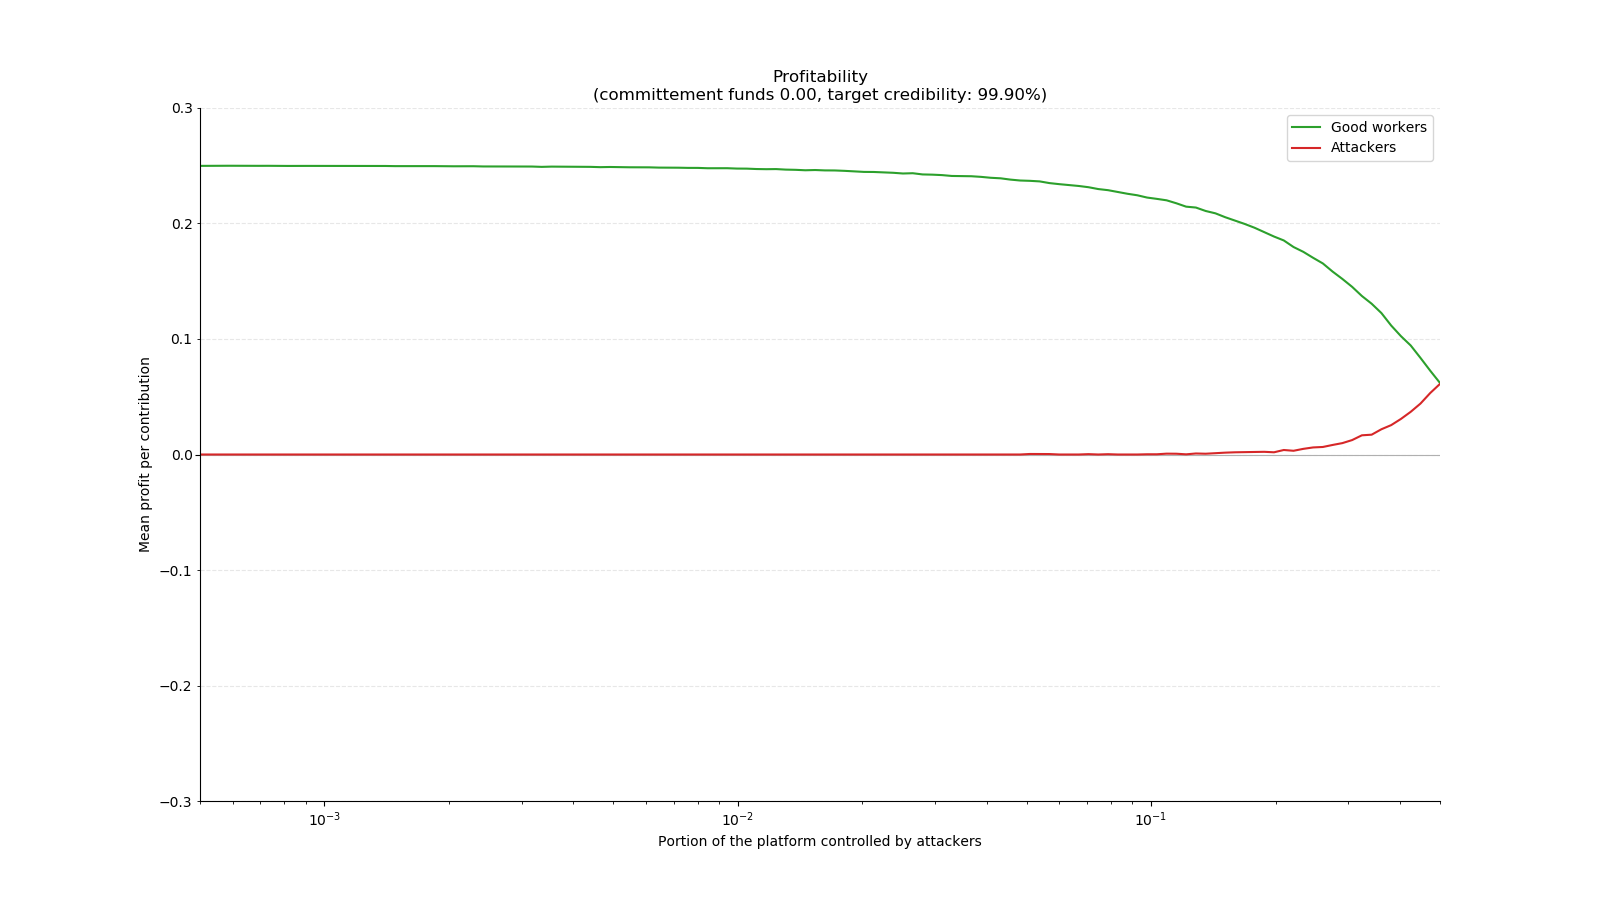 Profitability
(committement funds 0.00, target credibility: 99.90%)
Good workers
Attackers
Mean profit per contribution
0.3
0.2
0.1
0.0
−0.1
−0.2
−0.3
10⁻³
10⁻²
10⁻¹
Portion of the platform controlled by attackers